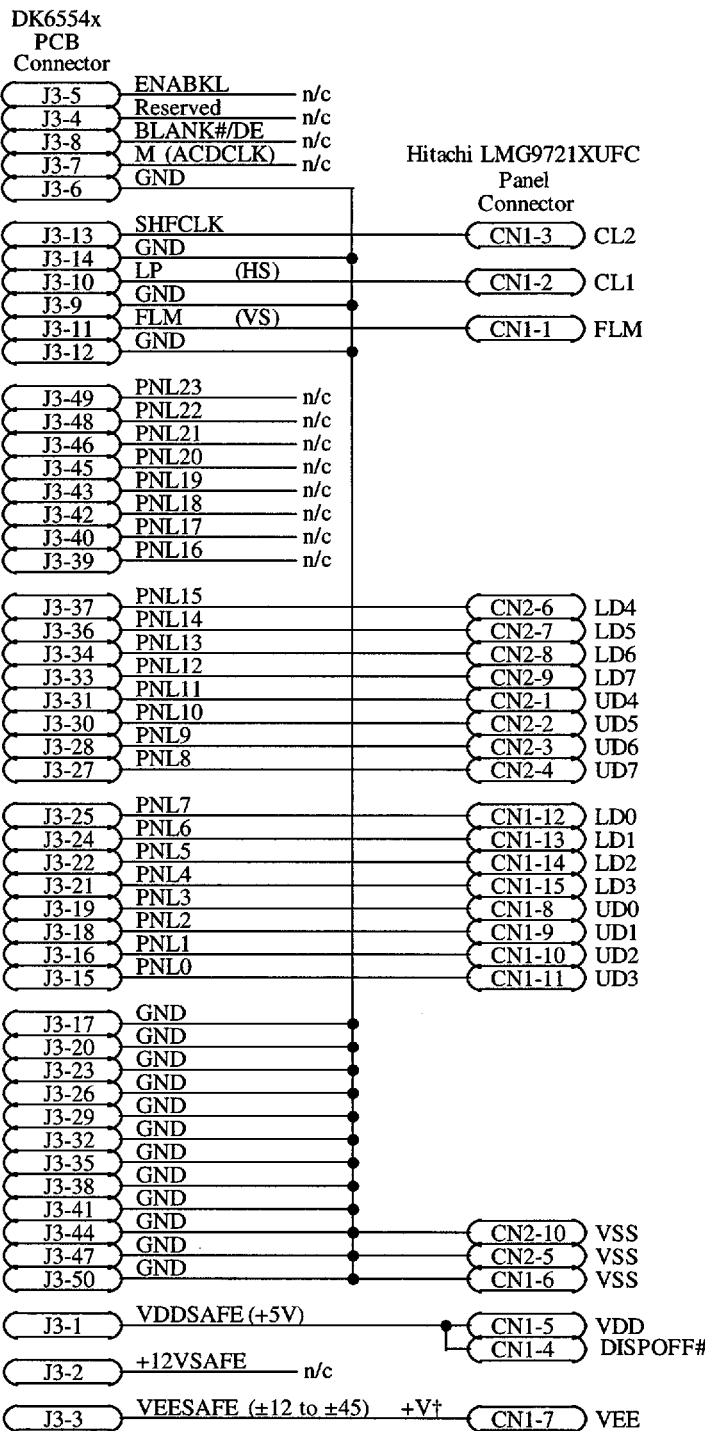 DK6554x
PCB
Connector
J3-5 ENABKL n/c
J3-4 Reserved n/c
J3-8 BLANK#/DE n/c
J3-7 M (ACDCLK) n/c
J3-6 GND
Hitachi LMG9721XUFC
Panel
Connector
J3-13 SHFCLK CN1-3 CL2
J3-14 GND
J3-10 LP (HS) CN1-2 CL1
J3-9 GND
J3-11 FLM (VS) CN1-1 FLM
J3-12 GND
J3-49 PNL23 n/c
J3-48 PNL22 n/c
J3-46 PNL21 n/c
J3-45 PNL20 n/c
J3-43 PNL19 n/c
J3-42 PNL18 n/c
J3-40 PNL17 n/c
J3-39 PNL16 n/c
J3-37 PNL15 CN2-6 LD4
J3-36 PNL14 CN2-7 LD5
J3-34 PNL13 CN2-8 LD6
J3-33 PNL12 CN2-9 LD7
J3-31 PNL11 CN2-1 UD4
J3-30 PNL10 CN2-2 UD5
J3-28 PNL9 CN2-3 UD6
J3-27 PNL8 CN2-4 UD7
J3-25 PNL7 CN1-12 LD0
J3-24 PNL6 CN1-13 LD1
J3-22 PNL5 CN1-14 LD2
J3-21 PNL4 CN1-15 LD3
J3-19 PNL3 CN1-8 UD0
J3-18 PNL2 CN1-9 UD1
J3-16 PNL1 CN1-10 UD2
J3-15 PNL0 CN1-11 UD3
J3-17 GND
J3-20 GND
J3-23 GND
J3-26 GND
J3-29 GND
J3-32 GND
J3-35 GND
J3-38 GND
J3-41 GND
J3-44 GND CN2-10 VSS
J3-47 GND CN2-5 VSS
J3-50 GND CN1-6 VSS
J3-1 VDDSAFE (+5V) CN1-5 VDD
CN1-4 DISPOFF#
J3-2 +12VSAFE n/c
J3-3 VEESAFE (±12 to ±45) +V† CN1-7 VEE